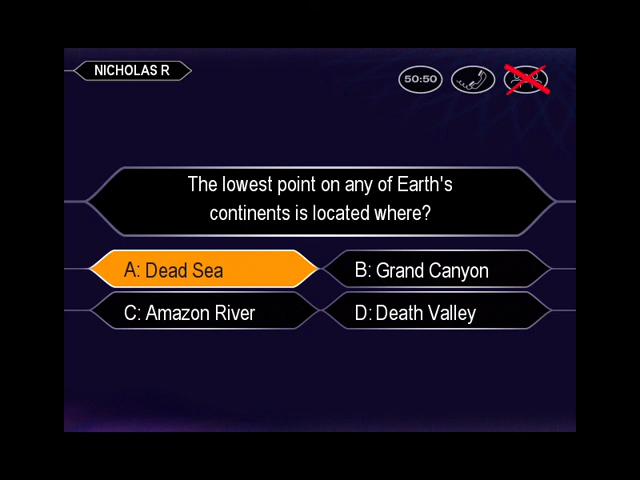 NICHOLAS R
50:50
The lowest point on any of Earth's
continents is located where?
A: Dead Sea
B: Grand Canyon
C: Amazon River
D: Death Valley